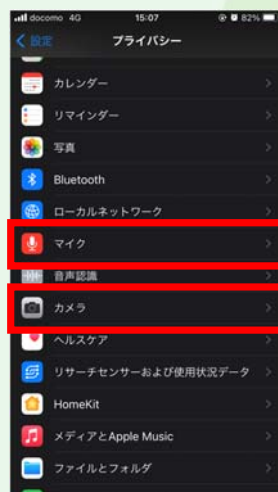 docomo 4G 15:07 82%
設定 プライバシー
カレンダー
リマインダー
写真
Bluetooth
ローカルネットワーク
マイク
音声認識
カメラ
ヘルスケア
リサーチセンサーおよび使用状況データ
HomeKit
メディアとApple Music
ファイルとフォルダ